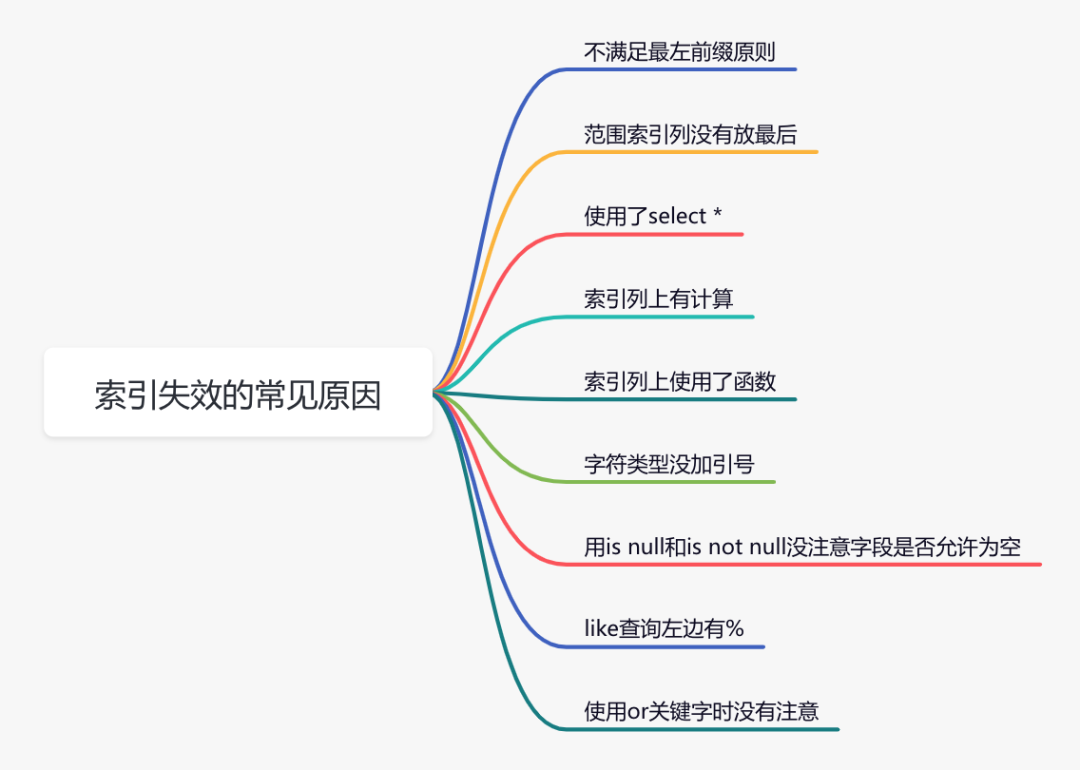 不满足最左前缀原则
范围索引列没有放最后
使用了select *
索引列上有计算
索引失效的常见原因
索引列上使用了函数
字符类型没加引号
用is null和is not null没注意字段是否允许为空
like查询左边有%
使用or关键字时没有注意